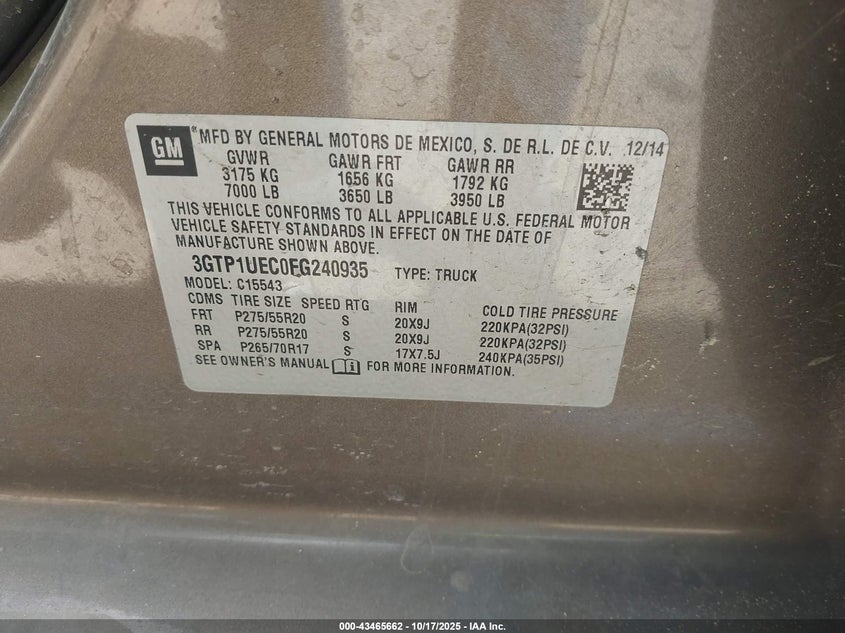 GM
® MFD BY GENERAL MOTORS DE MEXICO, S. DE R.L. DE C.V. 12/14
GVWR GAWR FRT GAWR RR
3175 KG 1656 KG 1792 KG
7000 LB 3650 LB 3950 LB
THIS VEHICLE CONFORMS TO ALL APPLICABLE U.S. FEDERAL MOTOR
VEHICLE SAFETY STANDARDS IN EFFECT ON THE DATE OF
MANUFACTURE SHOWN ABOVE.
3GTP1UEC0FG240935 TYPE: TRUCK
MODEL: C15543
CDMS TIRE SIZE SPEED RTG RIM COLD TIRE PRESSURE
FRT P275/55R20 S 20X9J 220KPA(32PSI)
RR P275/55R20 S 20X9J 220KPA(32PSI)
SPA P265/70R17 S 17X7.5J 240KPA(35PSI)
SEE OWNER'S MANUAL FOR MORE INFORMATION.
000-43465662 - 10/17/2025 - IAA Inc.